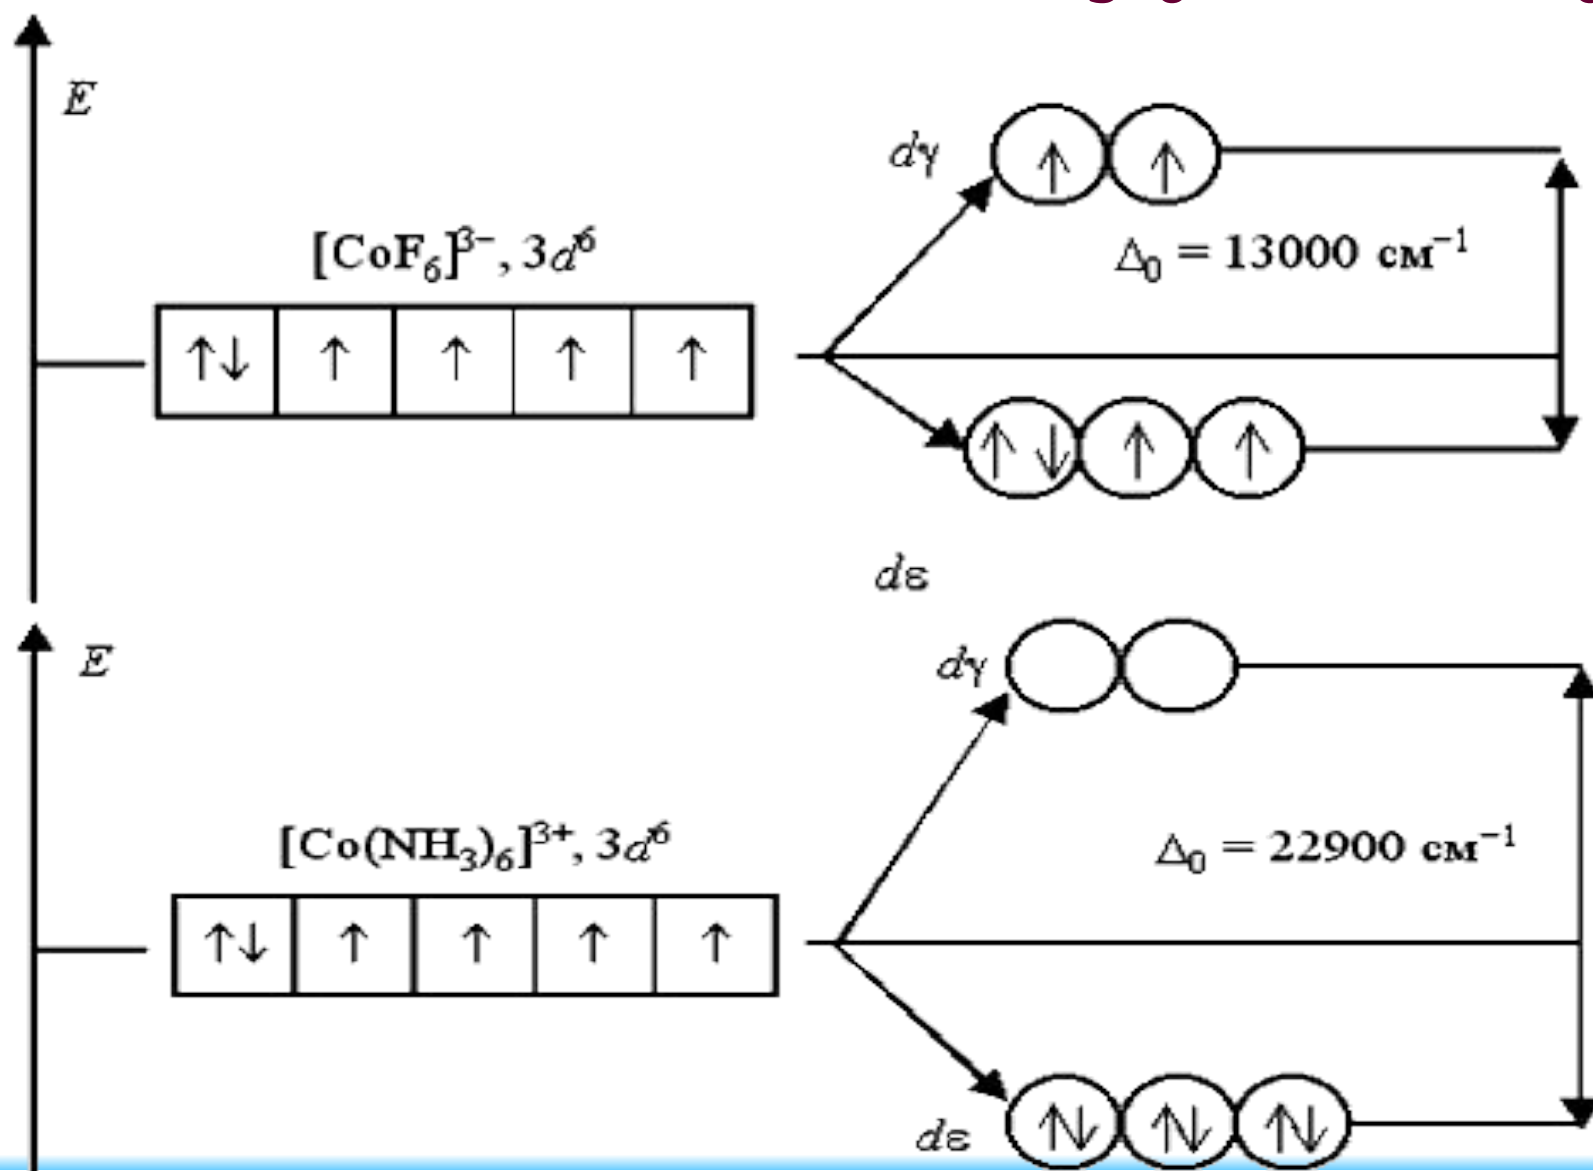 E
dγ
[CoF₆]³⁻, 3d⁶
Δ₀ = 13000 см⁻¹
↑↓ ↑ ↑ ↑ ↑
dε
E
dγ
[Co(NH₃)₆]³⁺, 3d⁶
Δ₀ = 22900 см⁻¹
↑↓ ↑ ↑ ↑ ↑
dε